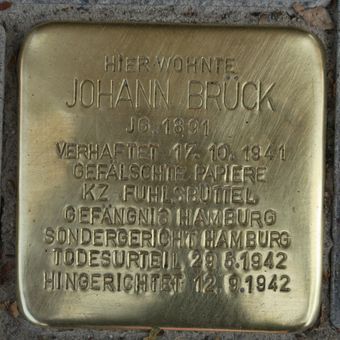 HIER WOHNTE
JOHANN BRÜCK
JG. 1891
VERHAFTET 17. 10. 1941
GEFÄLSCHTE PAPIERE
KZ FUHLSBÜTTEL
GEFÄNGNIS HAMBURG
SONDERGERICHT HAMBURG
TODESURTEIL 29 6.1942
HINGERICHTET 12. 9.1942